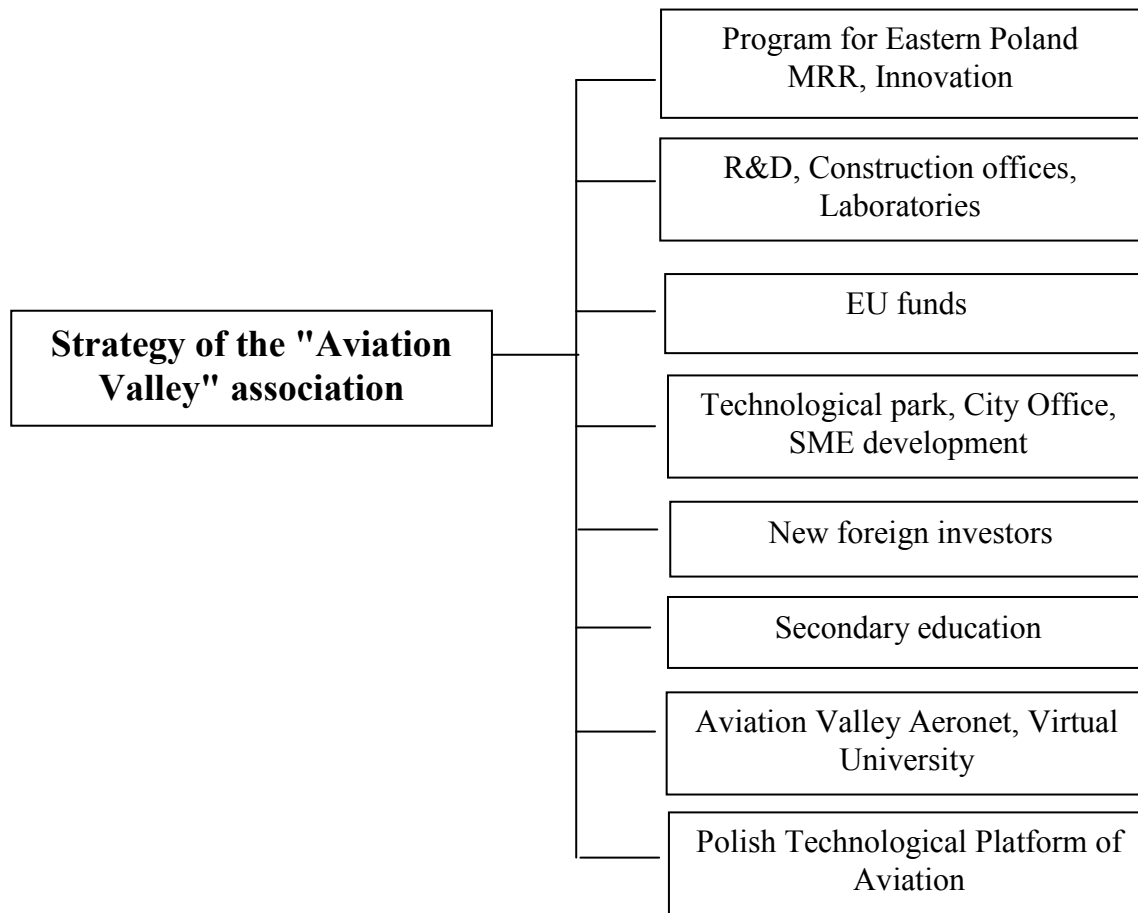 Program for Eastern Poland
MRR, Innovation
R&D, Construction offices,
Laboratories
EU funds
Strategy of the "Aviation
Valley" association
Technological park, City Office,
SME development
New foreign investors
Secondary education
Aviation Valley Aeronet, Virtual
University
Polish Technological Platform of
Aviation